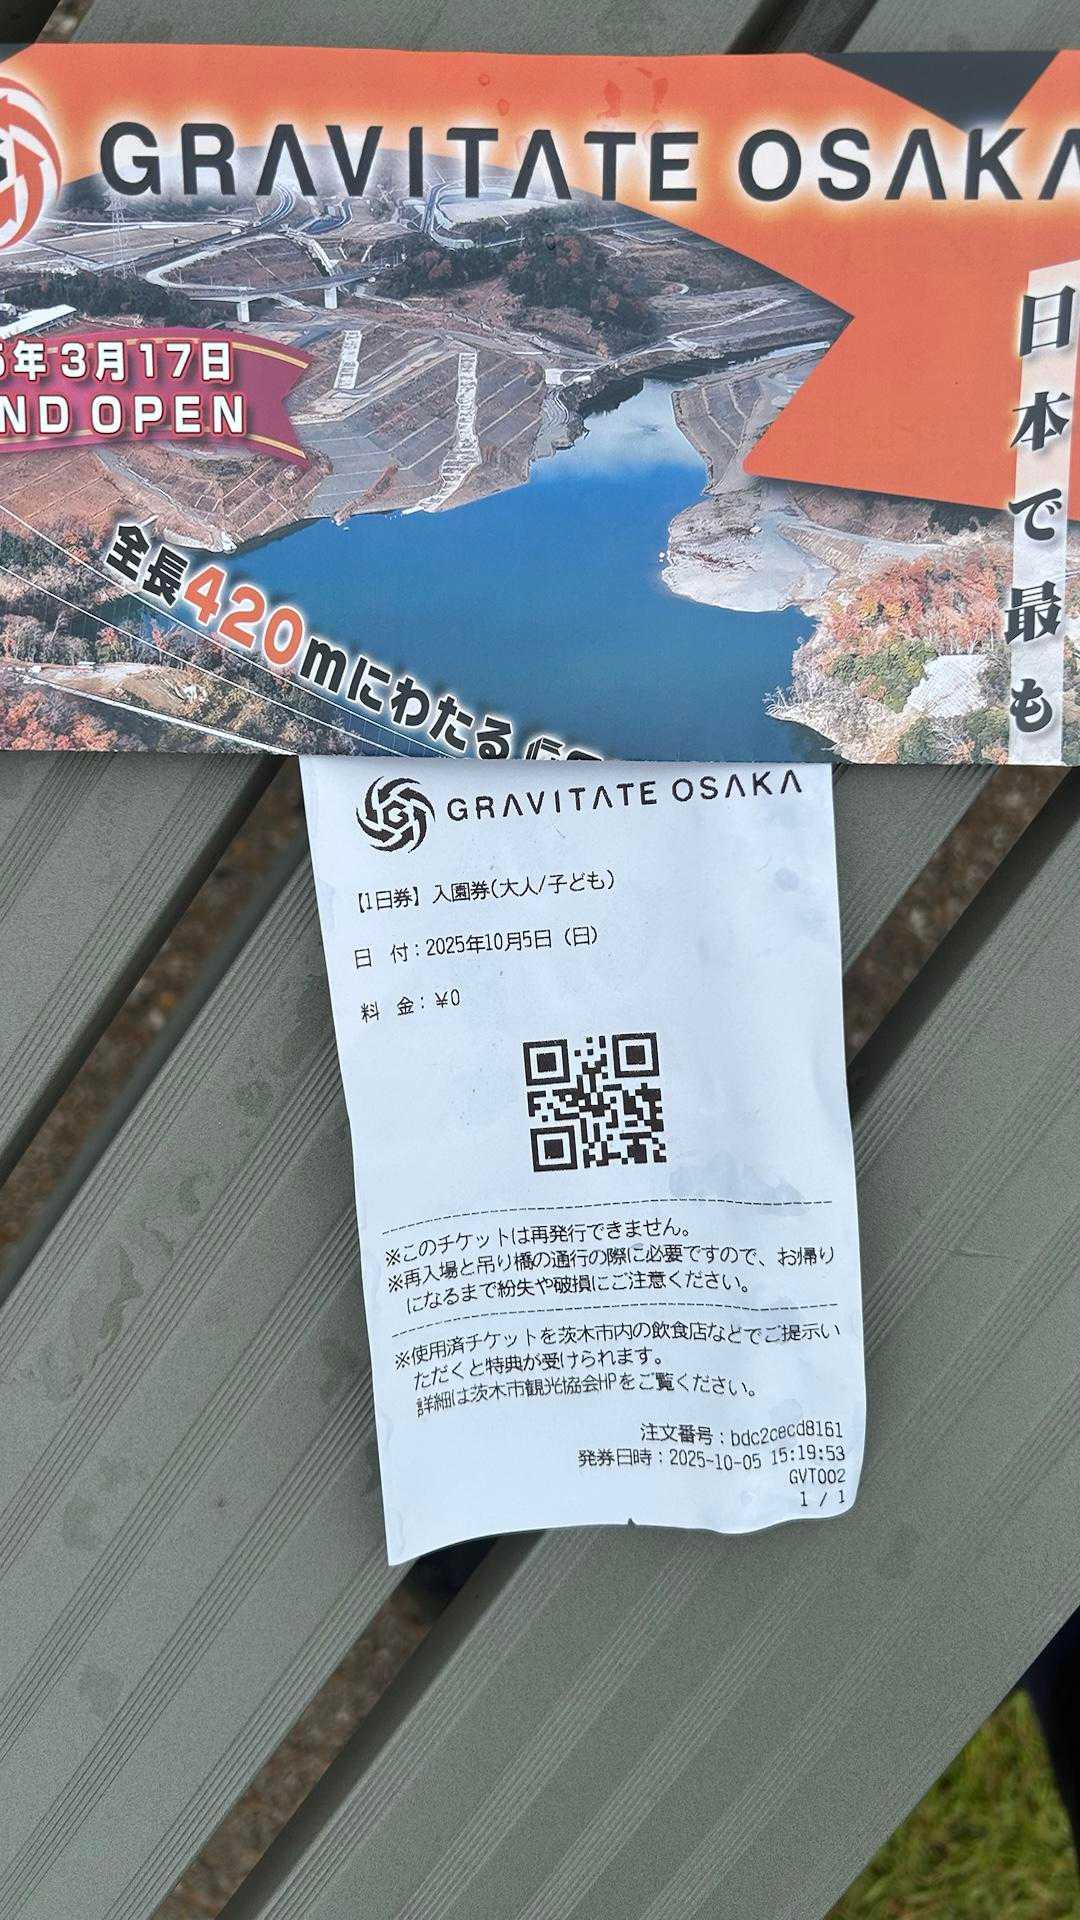 GRAVITATE OSAKA
年3月17日
ND OPEN
日本で最も
全長420mにわたる
GRAVITATE OSAKA
【1日券】入園券(大人/子ども)
日 付：2025年10月5日（日）
料 金：¥0
※このチケットは再発行できません。
※再入場と吊り橋の通行の際に必要ですので、お帰り
になるまで紛失や破損にご注意ください。
※使用済チケットを茨木市内の飲食店などでご提示い
ただくと特典が受けられます。
詳細は茨木市観光協会HPをご覧ください。
注文番号：bdc2cecd8161
発券日時：2025-10-05 15:19:53
GVT002
1 / 1